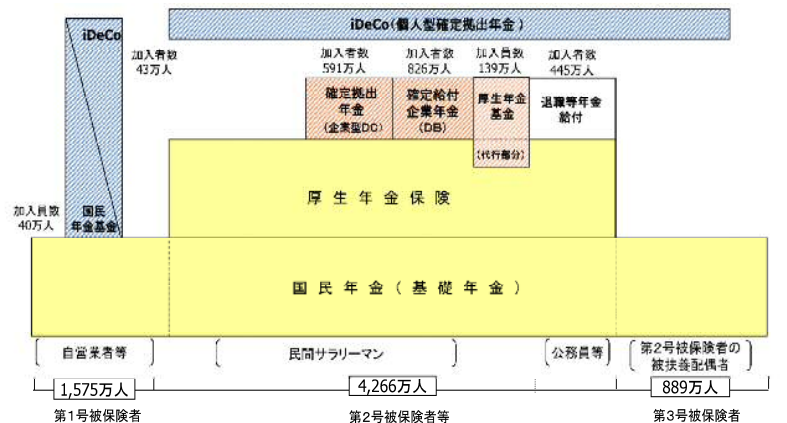 iDeCo(個人型確定拠出年金)
iDeCo
加入者数
43万人
加入者数
591万人
加入者数
826万人
加入員数
139万人
加入者数
445万人
確定拠出
年金
(企業型DC)
確定給付
企業年金
(DB)
厚生年金
基金
(代行部分)
退職等年金
給付
厚生年金保険
加入員数
40万人
国民
年金基金
国民年金(基礎年金)
自営業者等
民間サラリーマン
公務員等
第2号被保険者の
被扶養配偶者
1,575万人
4,266万人
889万人
第1号被保険者
第2号被保険者等
第3号被保険者